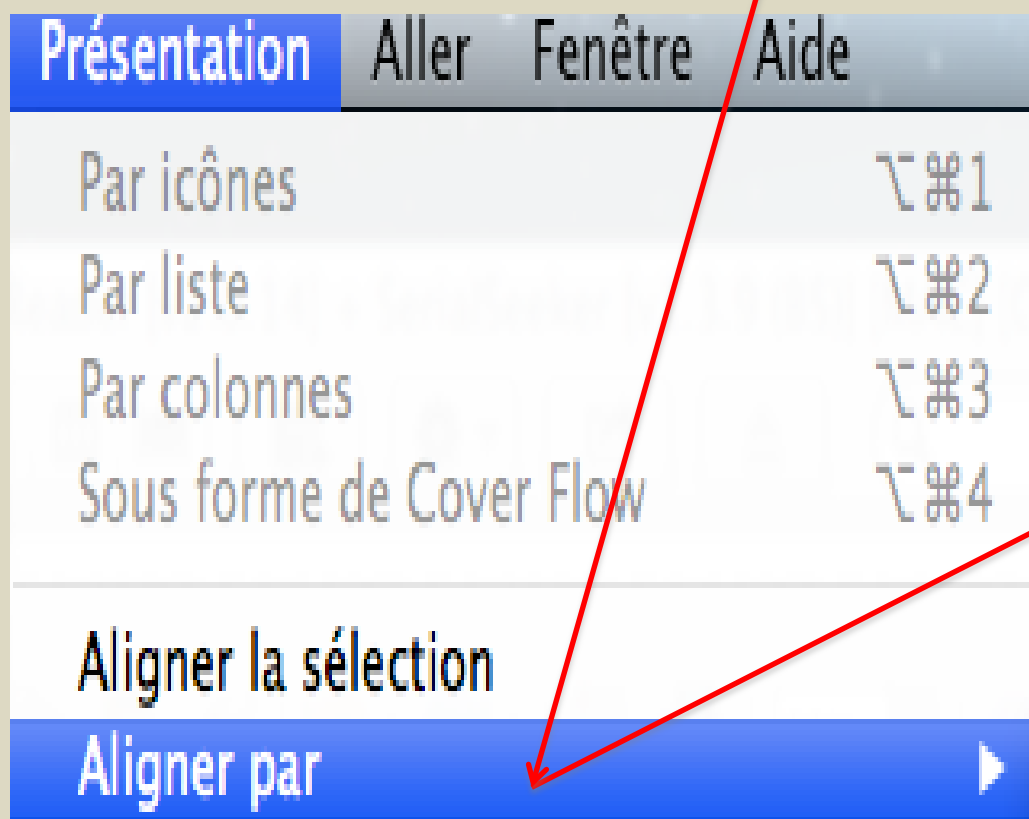 Présentation Aller Fenêtre Aide
Par icônes ⌥⌘1
Par liste ⌥⌘2
Par colonnes ⌥⌘3
Sous forme de Cover Flow ⌥⌘4
Aligner la sélection
Aligner par ▶